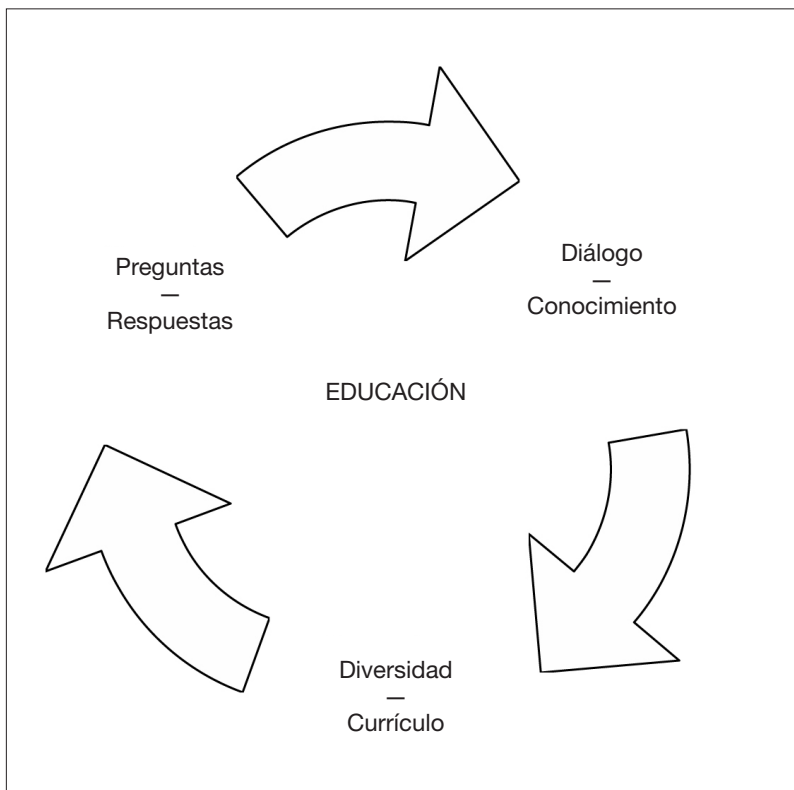 Preguntas
—
Respuestas
Diálogo
—
Conocimiento
EDUCACIÓN
Diversidad
—
Currículo